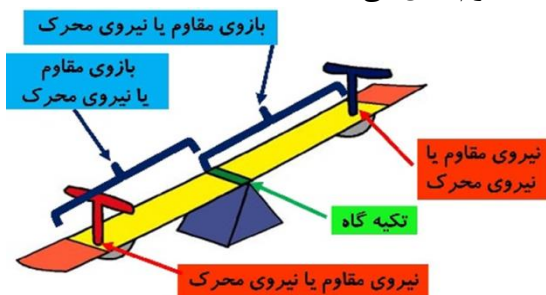 بازوی مقاوم یا نیروی محرک
بازوی مقاوم
یا نیروی محرک
نیروی مقاوم یا
نیروی محرک
تکیه گاه
نیروی مقاوم یا نیروی محرک